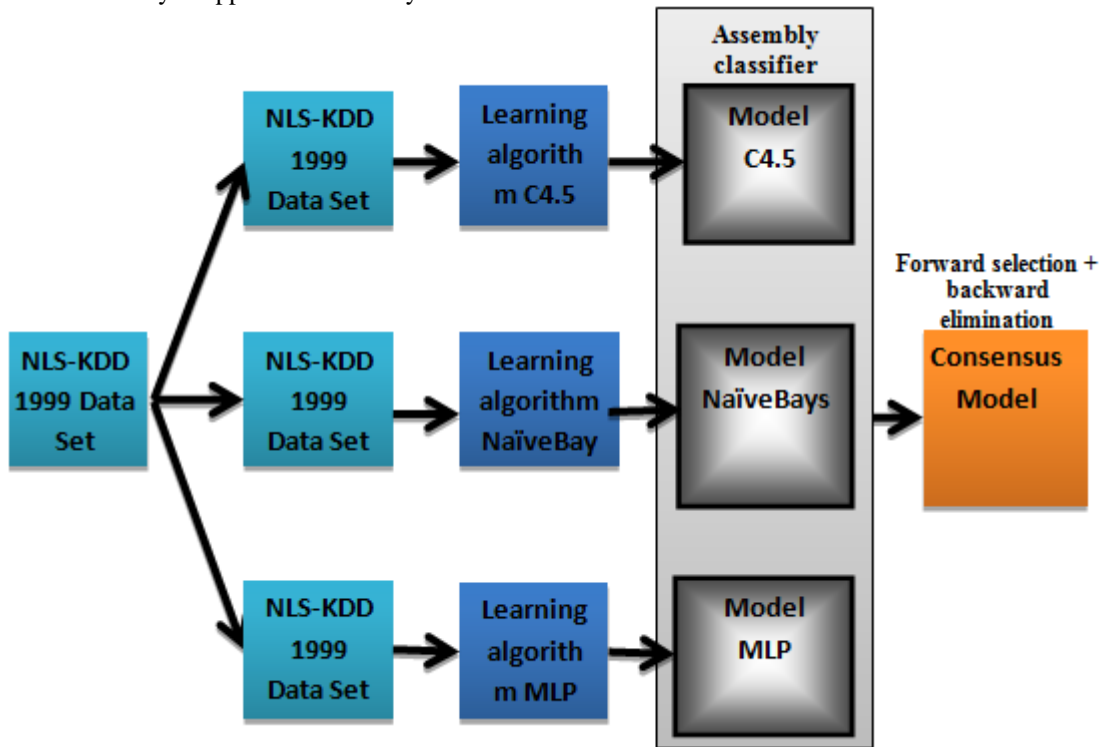 Assembly
classifier
NLS-KDD
1999
Data Set
Learning
algorith
m C4.5
Model
C4.5
Forward selection +
backward
elimination
NLS-KDD
1999 Data
Set
NLS-KDD
1999
Data Set
Learning
algorithm
NaïveBay
Model
NaïveBays
Consensus
Model
NLS-KDD
1999
Data Set
Learning
algorith
m MLP
Model
MLP